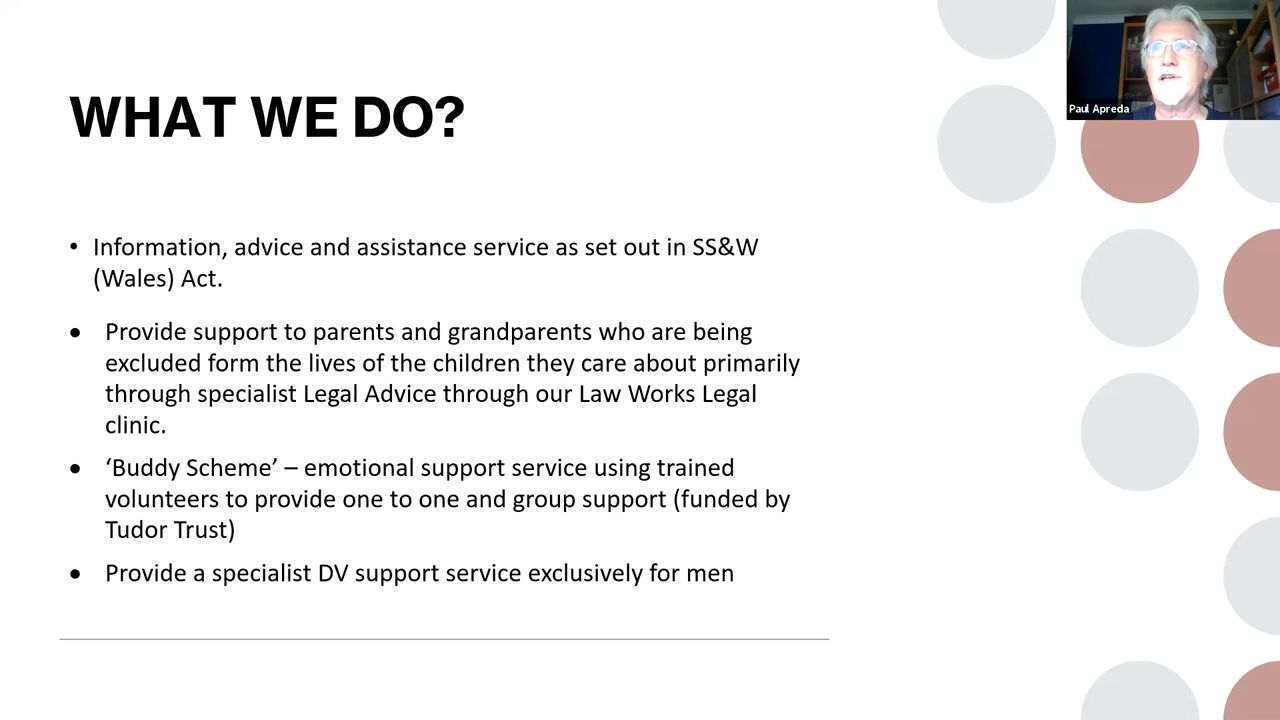 Paul Apreda
WHAT WE DO?
• Information, advice and assistance service as set out in SS&W
(Wales) Act.
• Provide support to parents and grandparents who are being
excluded form the lives of the children they care about primarily
through specialist Legal Advice through our Law Works Legal
clinic.
• ‘Buddy Scheme’ – emotional support service using trained
volunteers to provide one to one and group support (funded by
Tudor Trust)
• Provide a specialist DV support service exclusively for men